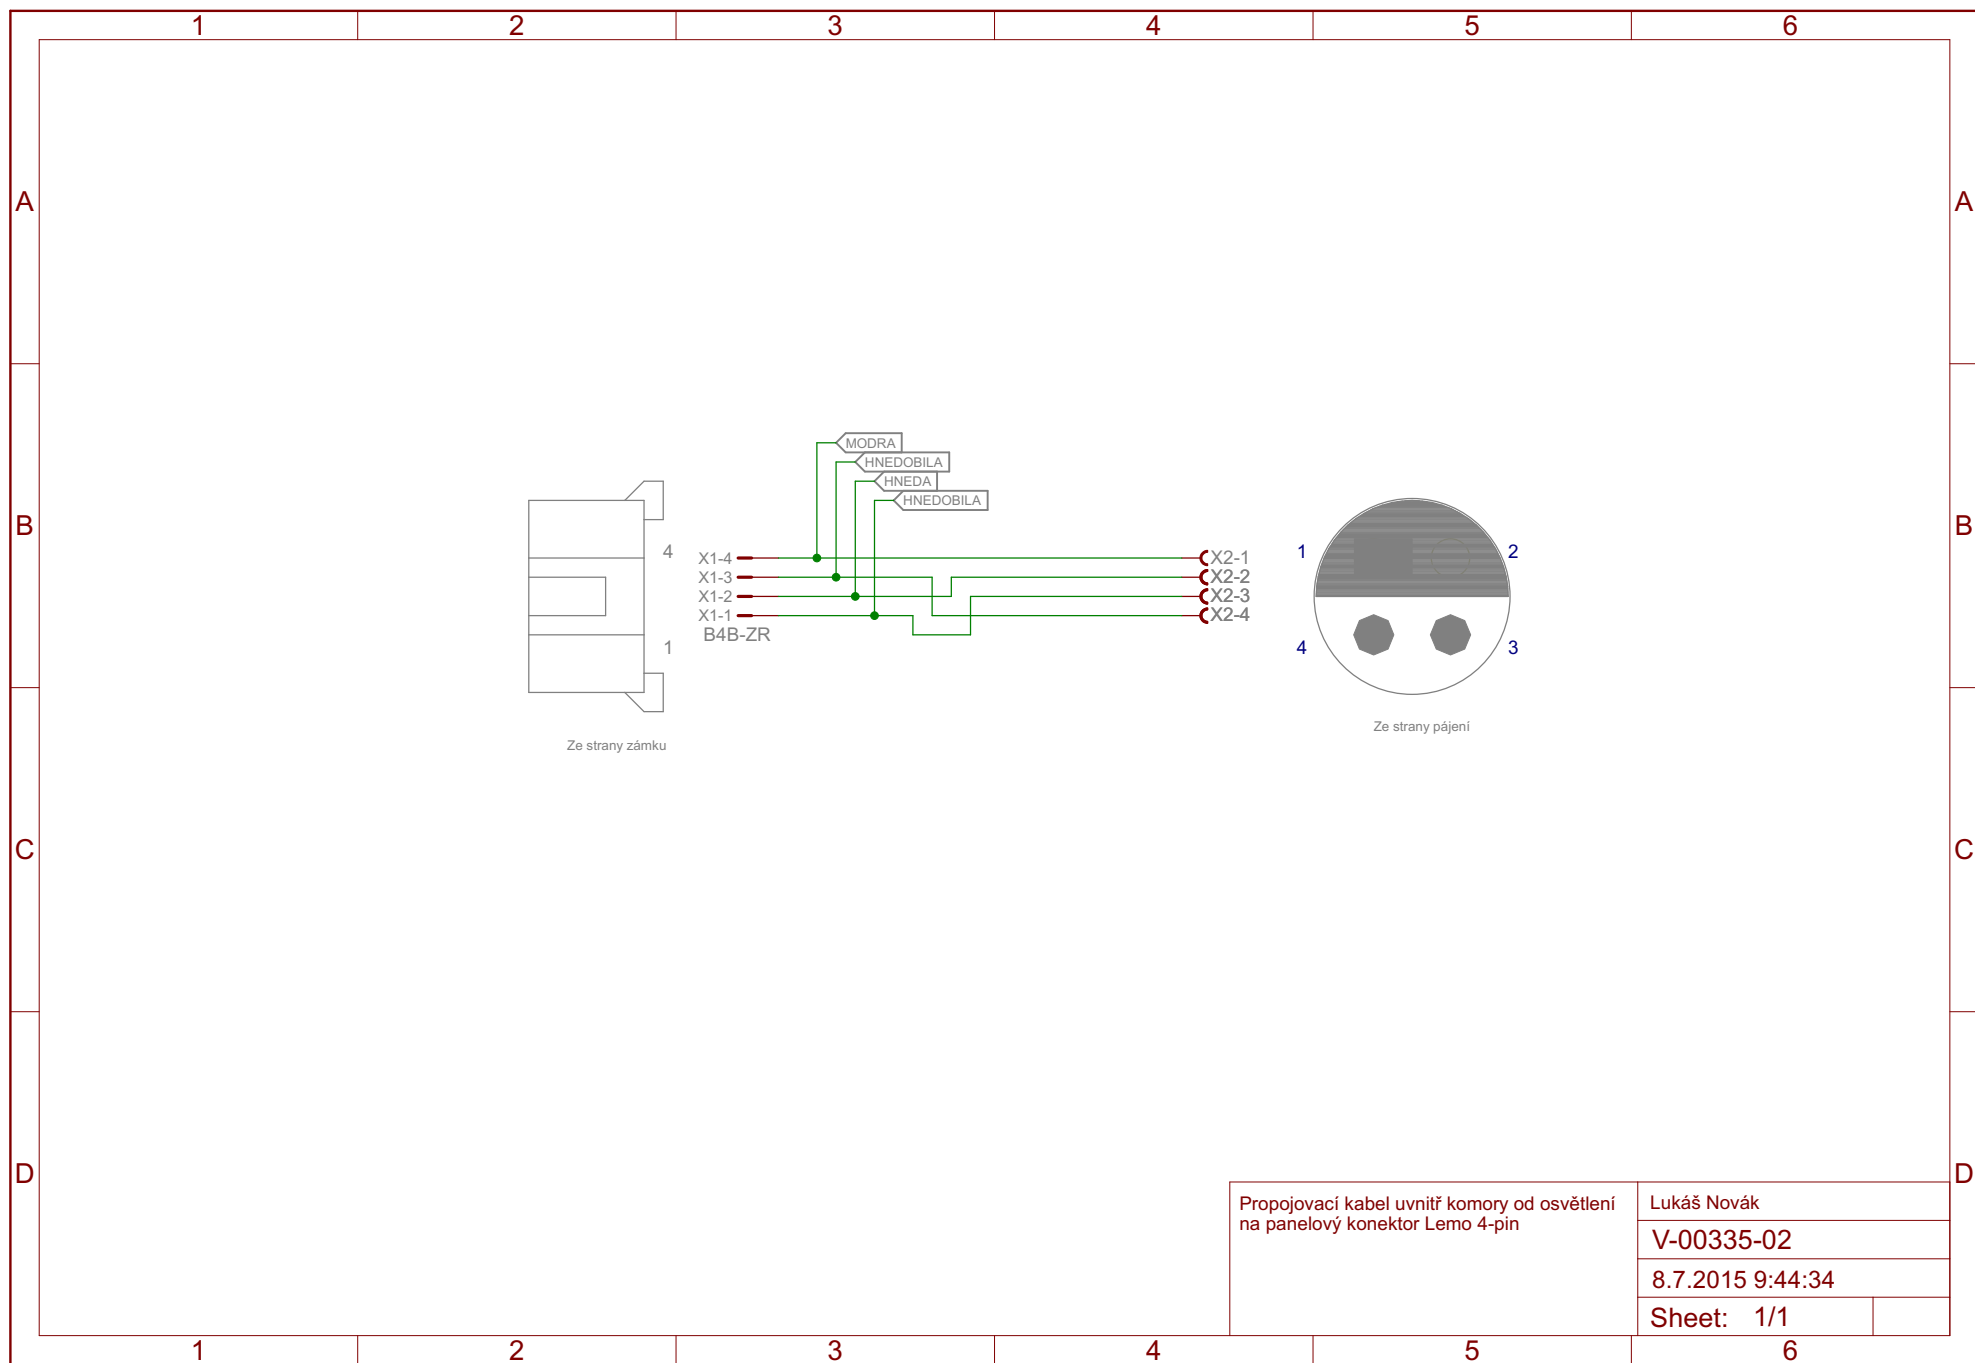 1 2 3 4 5 6
A A
MODRA
HNEDOBILA
HNEDA
HNEDOBILA
B B
4 X1-4 X2-1 1 2
X1-3 X2-2
X1-2 X2-3
X1-1 X2-4
B4B-ZR
1 4 3
Ze strany pájení
Ze strany zámku
C C
D D
Propojovací kabel uvnitř komory od osvětlení
na panelový konektor Lemo 4-pin
Lukáš Novák
V-00335-02
8.7.2015 9:44:34
Sheet: 1/1
1 2 3 4 5 6